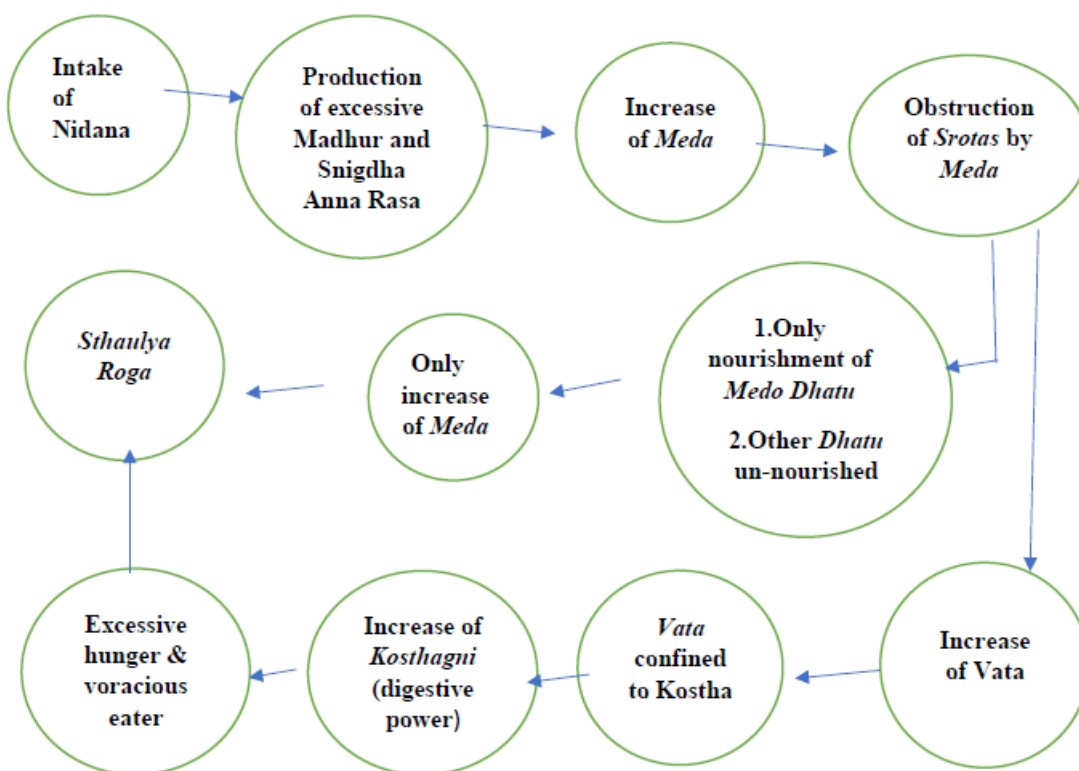 Intake
of
Nidana
Production
of excessive
Madhur and
Snigdha
Anna Rasa
Increase
of Meda
Obstruction
of Srotas by
Meda
Sthaulya
Roga
Only
increase
of Meda
1.Only
nourishment of
Medo Dhatu
2.Other Dhatu
un-nourished
Excessive
hunger &
voracious
eater
Increase of
Kosthagni
(digestive
power)
Vata
confined
to Kostha
Increase
of Vata